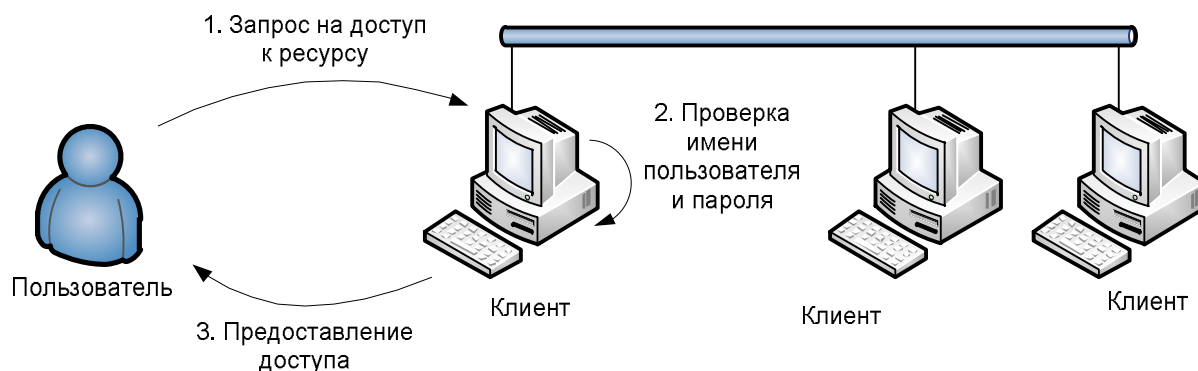 1. Запрос на доступ
к ресурсу
2. Проверка
имени
пользователя
и пароля
Пользователь
Клиент
Клиент
Клиент
3. Предоставление
доступа